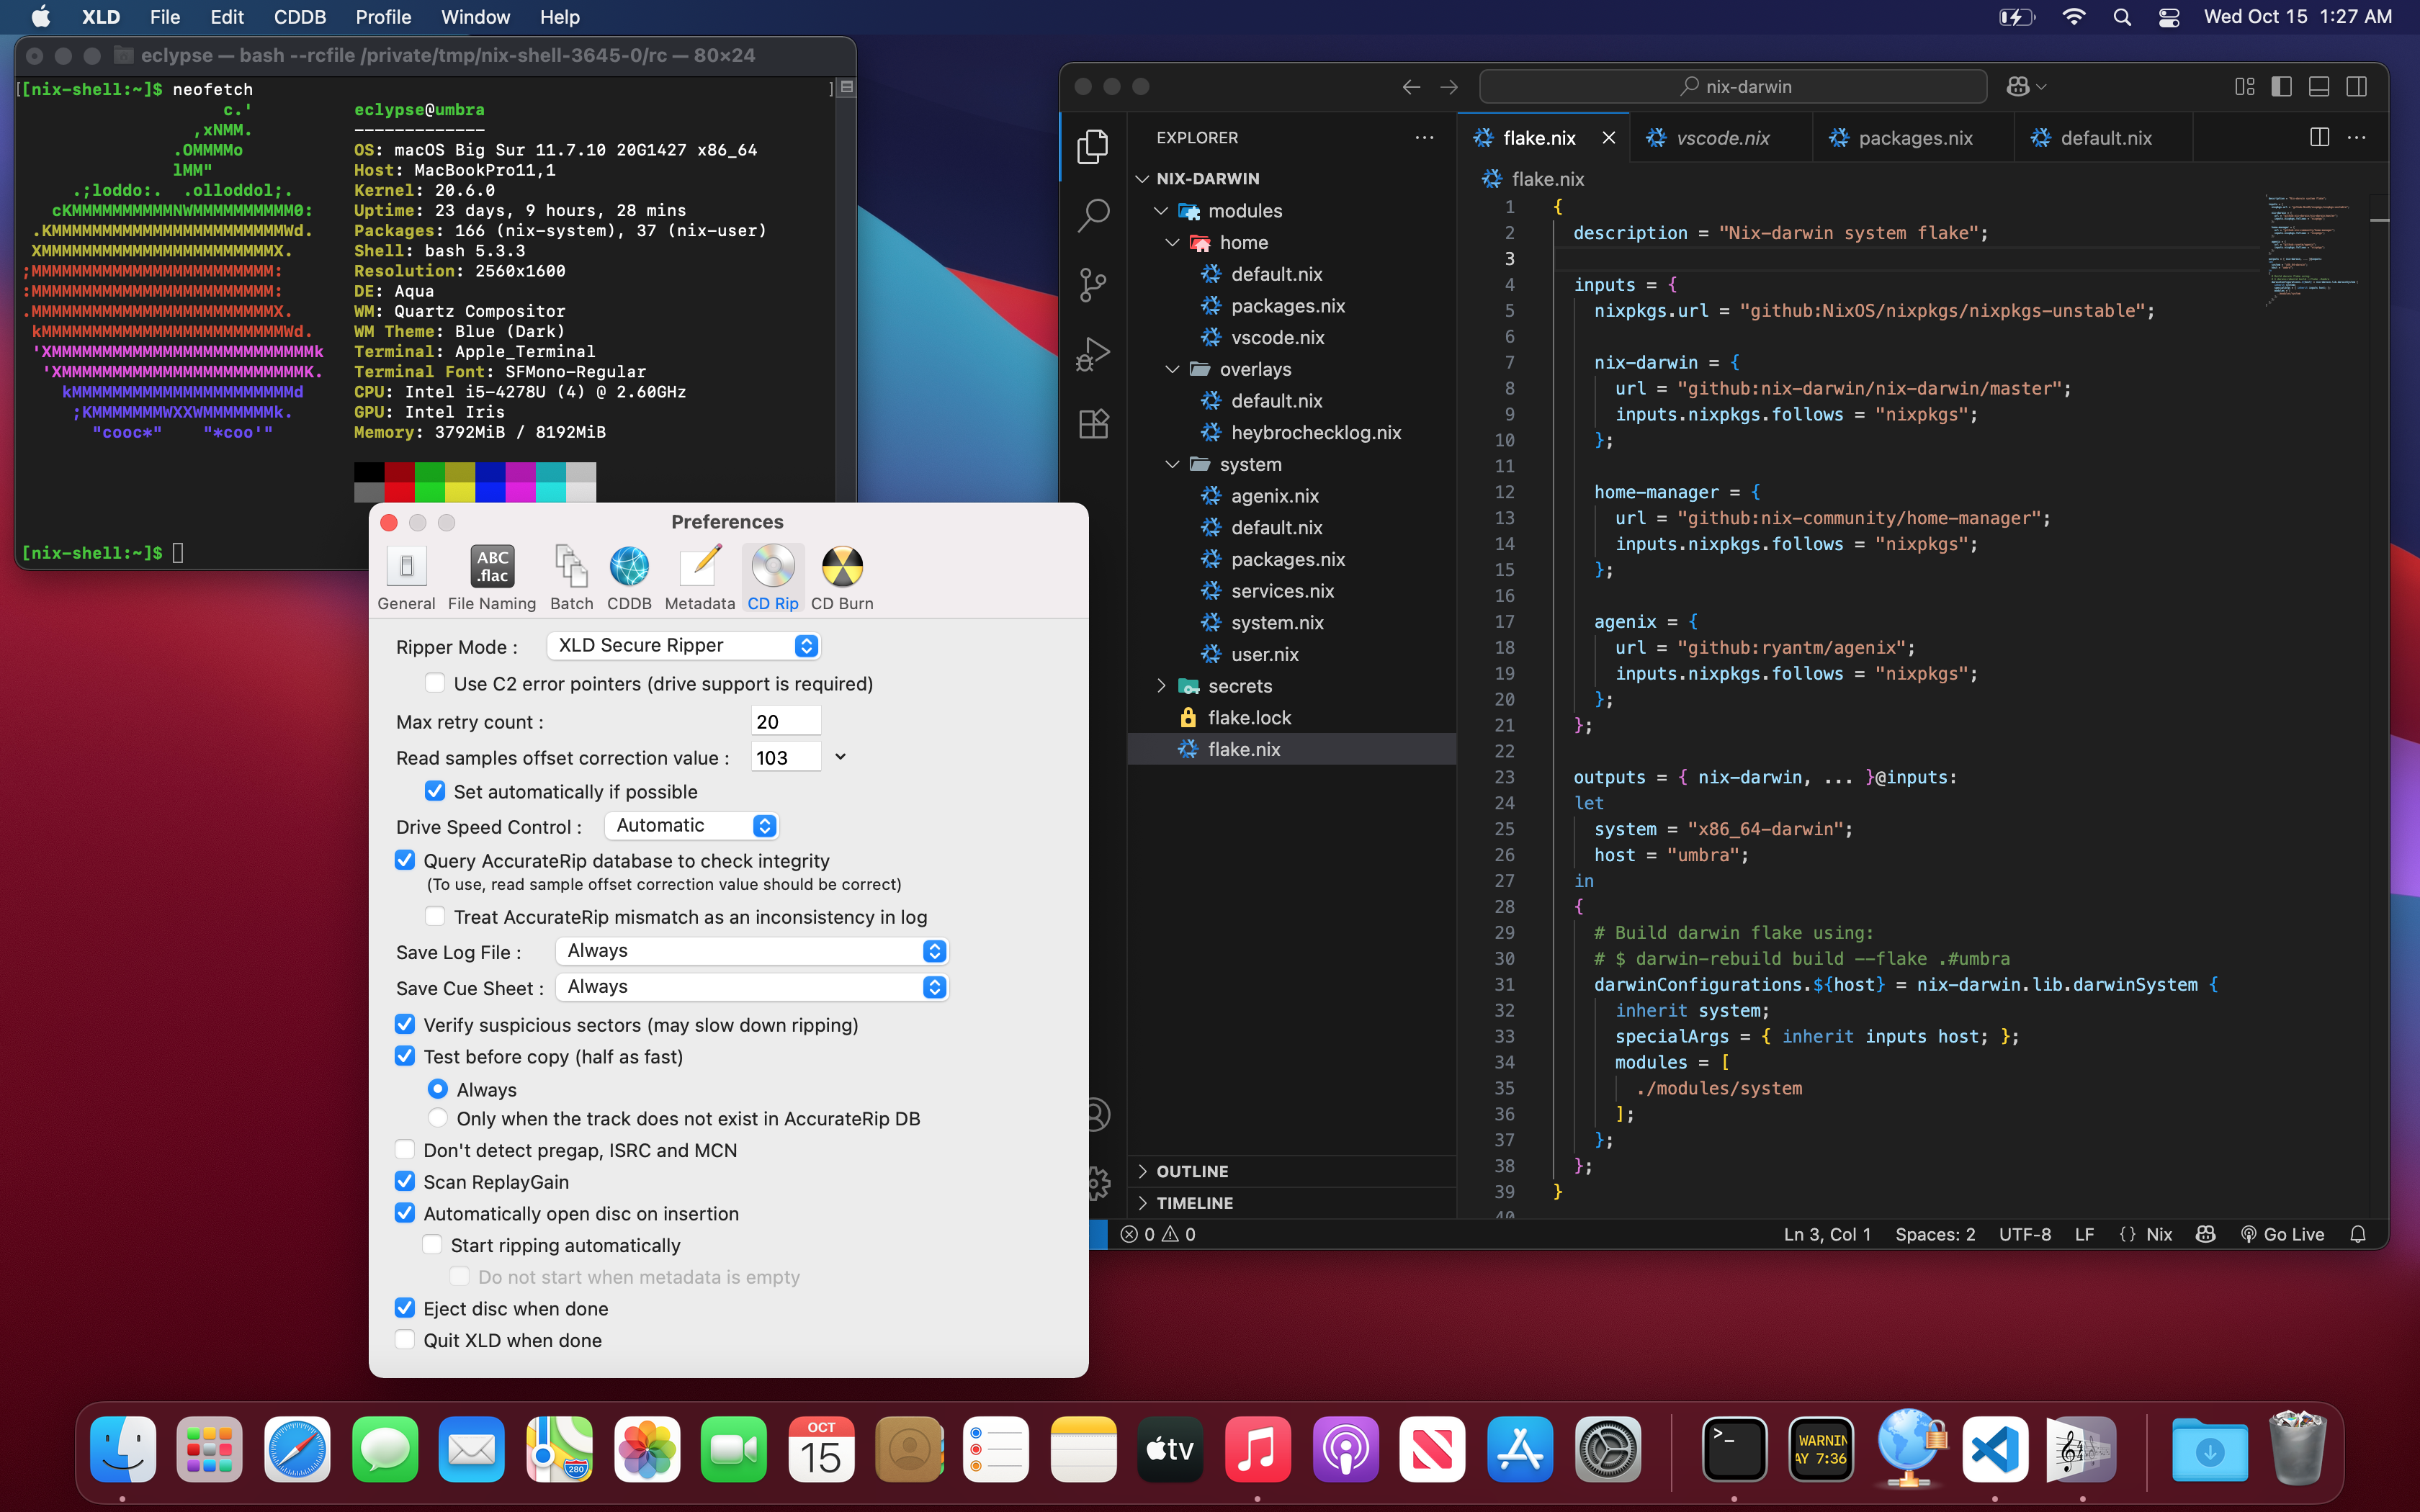 XLD File Edit CDDB Profile Window Help
Wed Oct 15 1:27 AM
eclypse — bash --rcfile /private/tmp/nix-shell-3645-0/rc — 80×24
[[nix-shell:~]$ neofetch ]
c.'
,xNMM.
.OMMMMo
lMM"
.;loddo:. .olloddol;.
cKMMMMMMMMMMNWMMMMMMMMMM0:
.KMMMMMMMMMMMMMMMMMMMMMMMWd.
XMMMMMMMMMMMMMMMMMMMMMMMX.
;MMMMMMMMMMMMMMMMMMMMMMMM:
:MMMMMMMMMMMMMMMMMMMMMMMM:
.MMMMMMMMMMMMMMMMMMMMMMMMX.
kMMMMMMMMMMMMMMMMMMMMMMMMWd.
'XMMMMMMMMMMMMMMMMMMMMMMMMMMk
'XMMMMMMMMMMMMMMMMMMMMMMMMK.
kMMMMMMMMMMMMMMMMMMMMMMd
;KMMMMMMMWXXWMMMMMMMk.
"cooc*" "*coo'"
eclypse@umbra
-------------
OS: macOS Big Sur 11.7.10 20G1427 x86_64
Host: MacBookPro11,1
Kernel: 20.6.0
Uptime: 23 days, 9 hours, 28 mins
Packages: 166 (nix-system), 37 (nix-user)
Shell: bash 5.3.3
Resolution: 2560x1600
DE: Aqua
WM: Quartz Compositor
WM Theme: Blue (Dark)
Terminal: Apple_Terminal
Terminal Font: SFMono-Regular
CPU: Intel i5-4278U (4) @ 2.60GHz
GPU: Intel Iris
Memory: 3792MiB / 8192MiB
[nix-shell:~]$
Preferences
ABC
.flac
General File Naming Batch CDDB Metadata CD Rip CD Burn
Ripper Mode : XLD Secure Ripper
Use C2 error pointers (drive support is required)
Max retry count : 20
Read samples offset correction value : 103
Set automatically if possible
Drive Speed Control : Automatic
Query AccurateRip database to check integrity
(To use, read sample offset correction value should be correct)
Treat AccurateRip mismatch as an inconsistency in log
Save Log File : Always
Save Cue Sheet : Always
Verify suspicious sectors (may slow down ripping)
Test before copy (half as fast)
Always
Only when the track does not exist in AccurateRip DB
Don't detect pregap, ISRC and MCN
Scan ReplayGain
Automatically open disc on insertion
Start ripping automatically
Do not start when metadata is empty
Eject disc when done
Quit XLD when done
nix-darwin
EXPLORER
NIX-DARWIN
modules
home
default.nix
packages.nix
vscode.nix
overlays
default.nix
heybrochecklog.nix
system
agenix.nix
default.nix
packages.nix
services.nix
system.nix
user.nix
secrets
flake.lock
flake.nix
OUTLINE
TIMELINE
flake.nix vscode.nix packages.nix default.nix
flake.nix
1 {
2 description = "Nix-darwin system flake";
3
4 inputs = {
5 nixpkgs.url = "github:NixOS/nixpkgs/nixpkgs-unstable";
6
7 nix-darwin = {
8 url = "github:nix-darwin/nix-darwin/master";
9 inputs.nixpkgs.follows = "nixpkgs";
10 };
11
12 home-manager = {
13 url = "github:nix-community/home-manager";
14 inputs.nixpkgs.follows = "nixpkgs";
15 };
16
17 agenix = {
18 url = "github:ryantm/agenix";
19 inputs.nixpkgs.follows = "nixpkgs";
20 };
21 };
22
23 outputs = { nix-darwin, ... }@inputs:
24 let
25 system = "x86_64-darwin";
26 host = "umbra";
27 in
28 {
29 # Build darwin flake using:
30 # $ darwin-rebuild build --flake .#umbra
31 darwinConfigurations.${host} = nix-darwin.lib.darwinSystem {
32 inherit system;
33 specialArgs = { inherit inputs host; };
34 modules = [
35 ./modules/system
36 ];
37 };
38 };
39 }
40
0 0
Ln 3, Col 1 Spaces: 2 UTF-8 LF {} Nix Go Live
280
OCT
15
tv
>_
WARNIN
AY 7:36